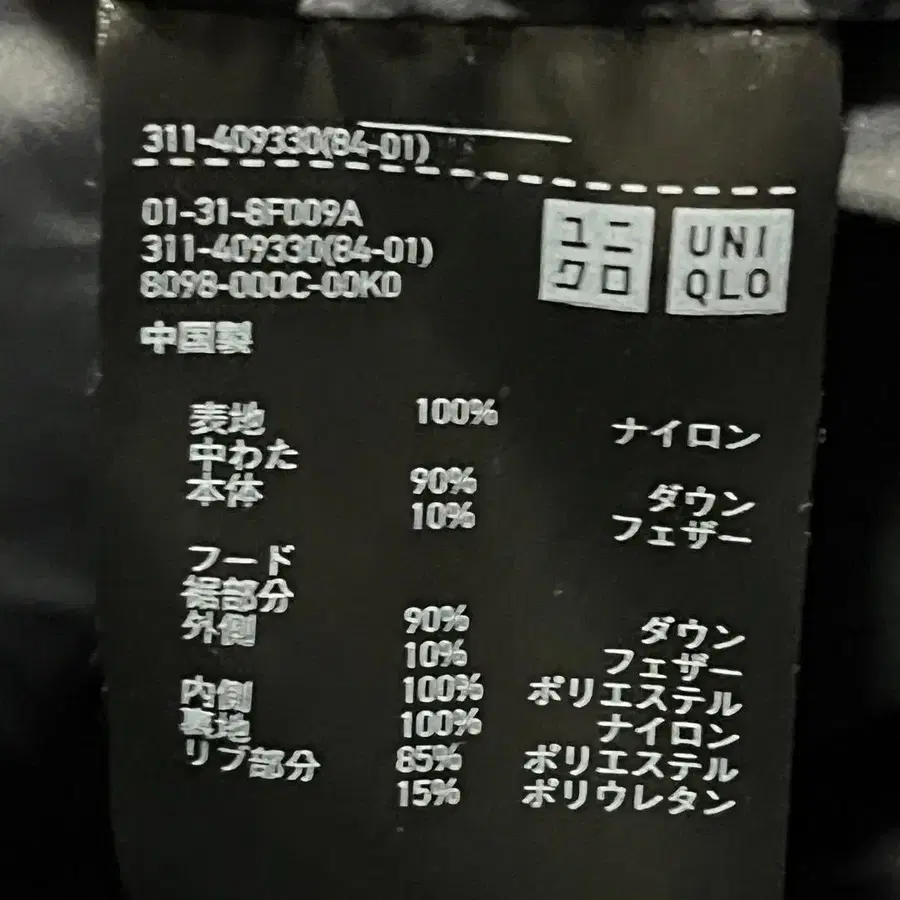 311-409330(84-01)
01-31-8F009A
311-409330(84-01)
8098-000C-00K0
ユニ
クロ
UNI
QLO
中国製
表地 100% ナイロン
中わた
本体 90% ダウン
10% フェザー
フード
裾部分
外側 90% ダウン
10% フェザー
内側 100% ポリエステル
裏地 100% ナイロン
リブ部分 85% ポリエステル
15% ポリウレタン